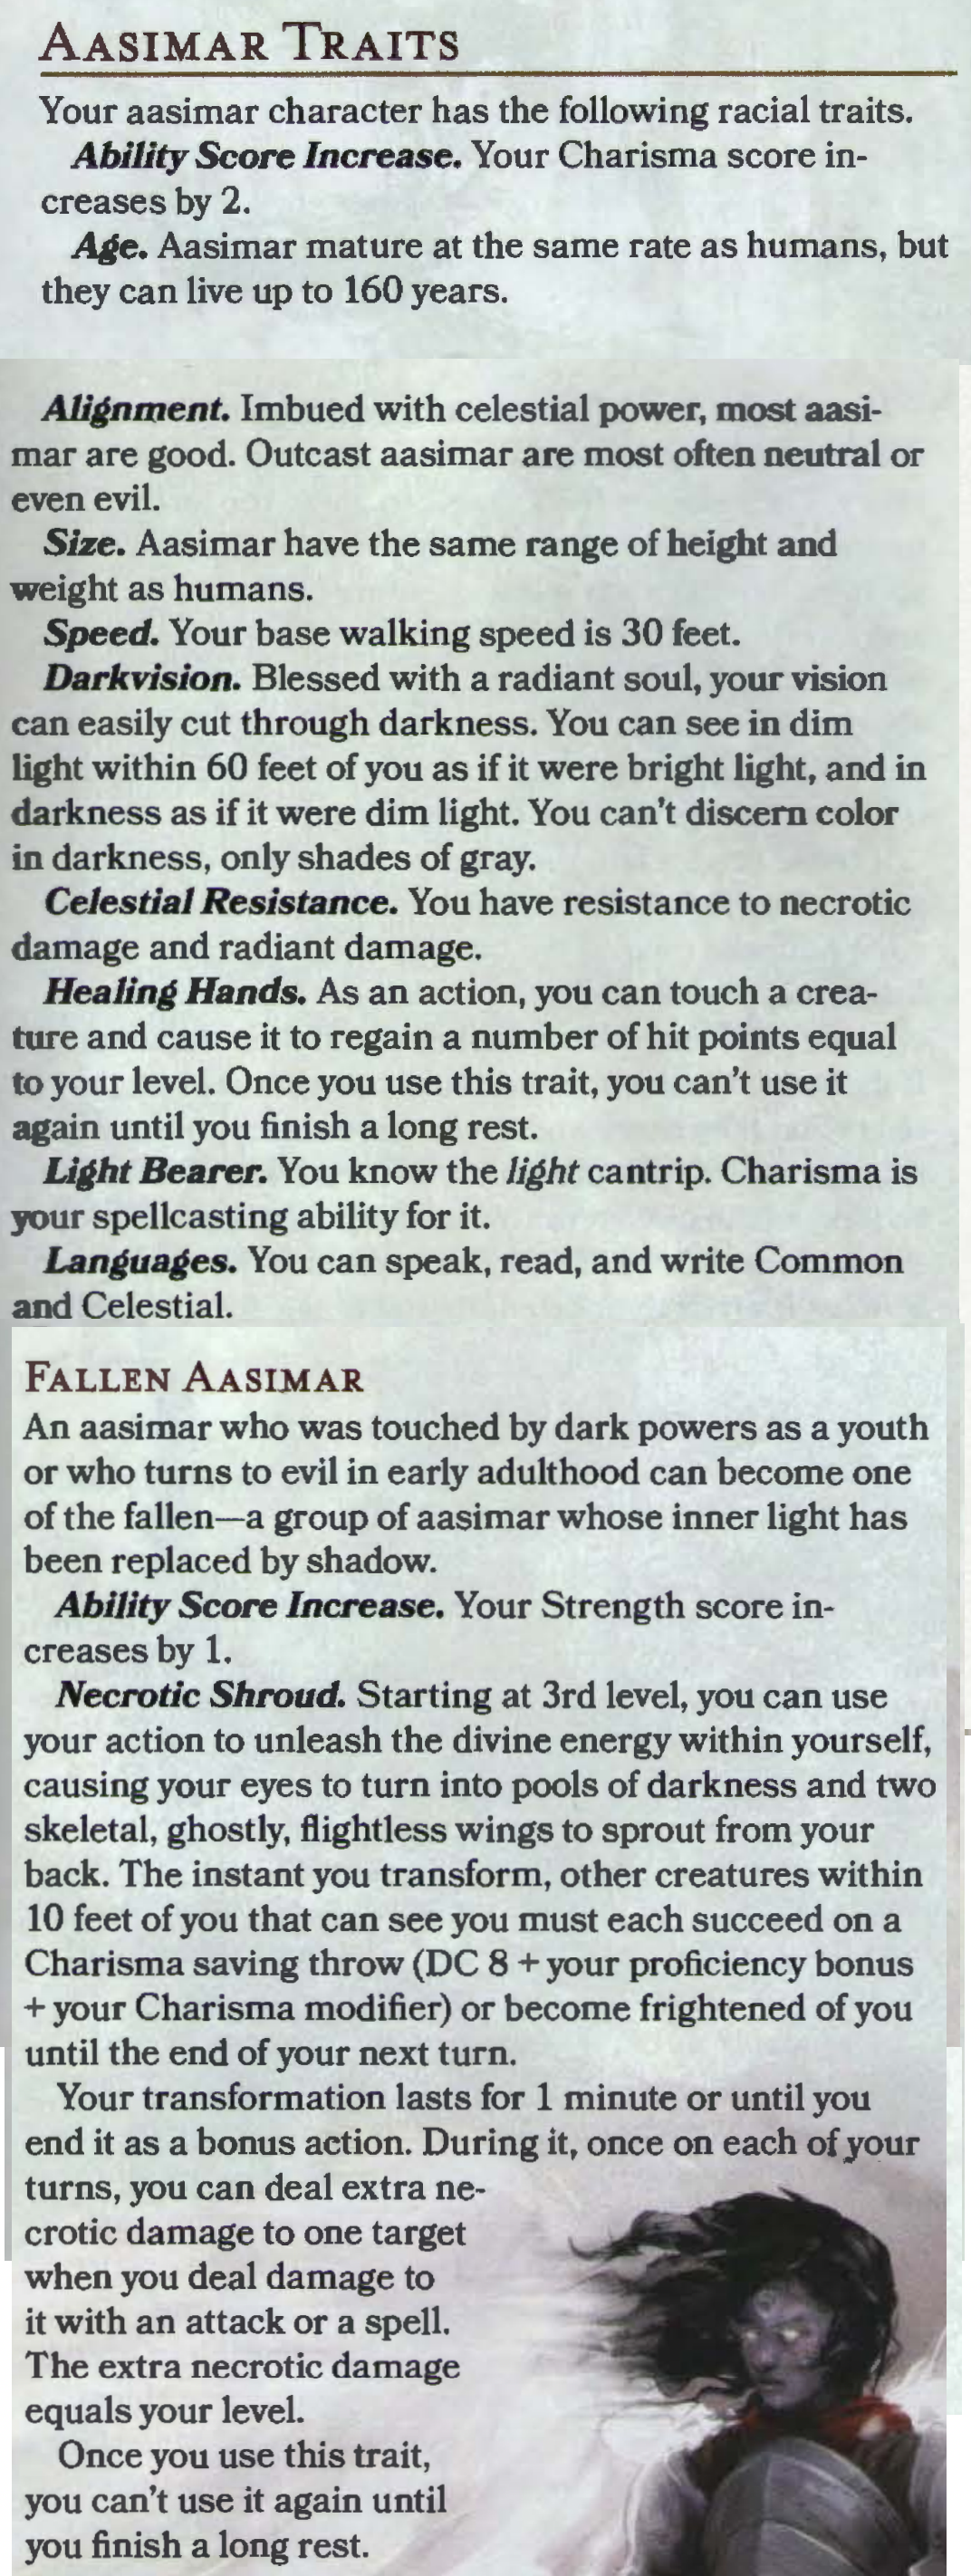 AASIMAR TRAITS
Your aasimar character has the following racial traits.
Ability Score Increase. Your Charisma score in-
creases by 2.
Age. Aasimar mature at the same rate as humans, but
they can live up to 160 years.
Alignment. Imbued with celestial power, most aasi-
mar are good. Outcast aasimar are most often neutral or
even evil.
Size. Aasimar have the same range of height and
weight as humans.
Speed. Your base walking speed is 30 feet.
Darkvision. Blessed with a radiant soul, your vision
can easily cut through darkness. You can see in dim
light within 60 feet of you as if it were bright light, and in
darkness as if it were dim light. You can't discern color
in darkness, only shades of gray.
Celestial Resistance. You have resistance to necrotic
damage and radiant damage.
Healing Hands. As an action, you can touch a crea-
ture and cause it to regain a number of hit points equal
to your level. Once you use this trait, you can't use it
again until you finish a long rest.
Light Bearer. You know the light cantrip. Charisma is
your spellcasting ability for it.
Languages. You can speak, read, and write Common
and Celestial.
FALLEN AASIMAR
An aasimar who was touched by dark powers as a youth
or who turns to evil in early adulthood can become one
of the fallen—a group of aasimar whose inner light has
been replaced by shadow.
Ability Score Increase. Your Strength score in-
creases by 1.
Necrotic Shroud. Starting at 3rd level, you can use
your action to unleash the divine energy within yourself,
causing your eyes to turn into pools of darkness and two
skeletal, ghostly, flightless wings to sprout from your
back. The instant you transform, other creatures within
10 feet of you that can see you must each succeed on a
Charisma saving throw (DC 8 + your proficiency bonus
+ your Charisma modifier) or become frightened of you
until the end of your next turn.
Your transformation lasts for 1 minute or until you
end it as a bonus action. During it, once on each of your
turns, you can deal extra ne-
crotic damage to one target
when you deal damage to
it with an attack or a spell.
The extra necrotic damage
equals your level.
Once you use this trait,
you can't use it again until
you finish a long rest.